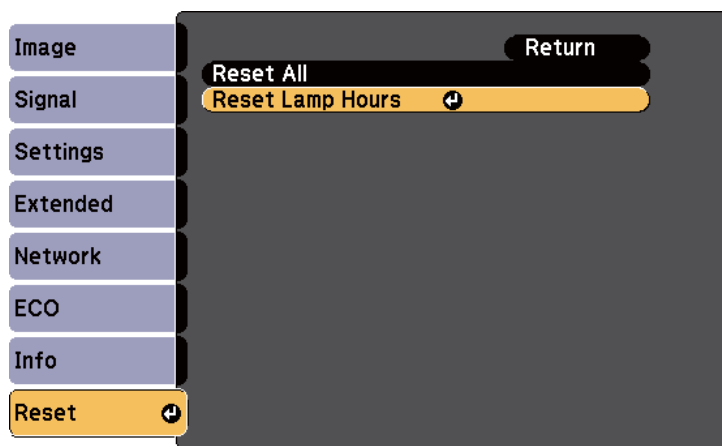 Image
Signal
Settings
Extended
Network
ECO
Info
Reset
Return
Reset All
Reset Lamp Hours